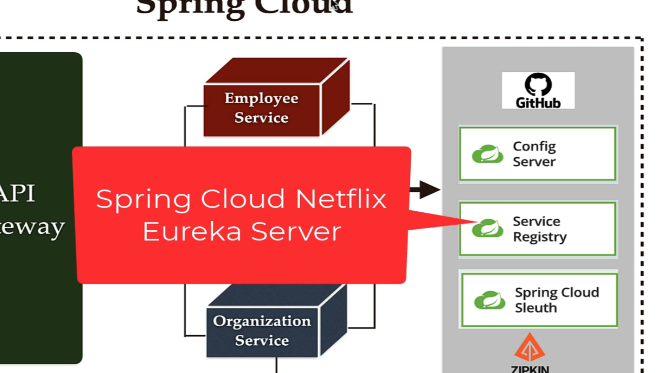 Spring Cloud
Employee
Service
GitHub
Config
Server
API
teway
Spring Cloud Netflix
Eureka Server
Service
Registry
Organization
Service
Spring Cloud
Sleuth
ZIPKIN